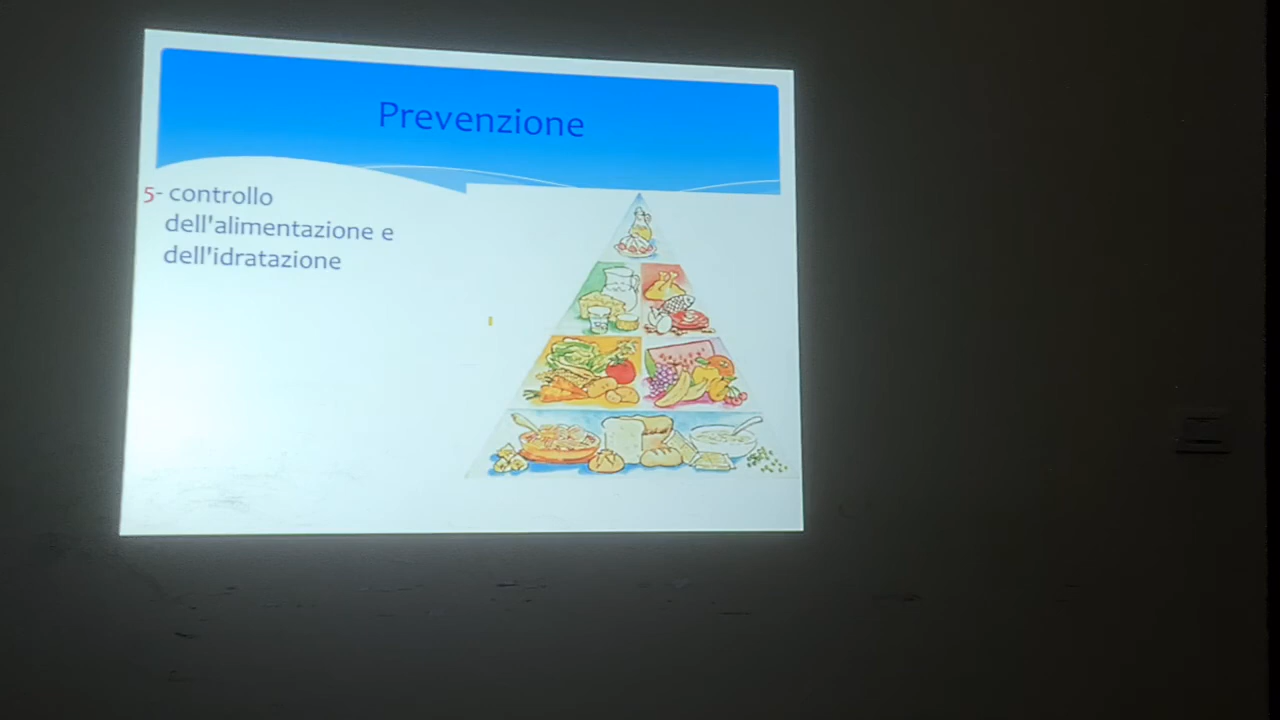 Prevenzione
5- controllo
dell'alimentazione e
dell'idratazione